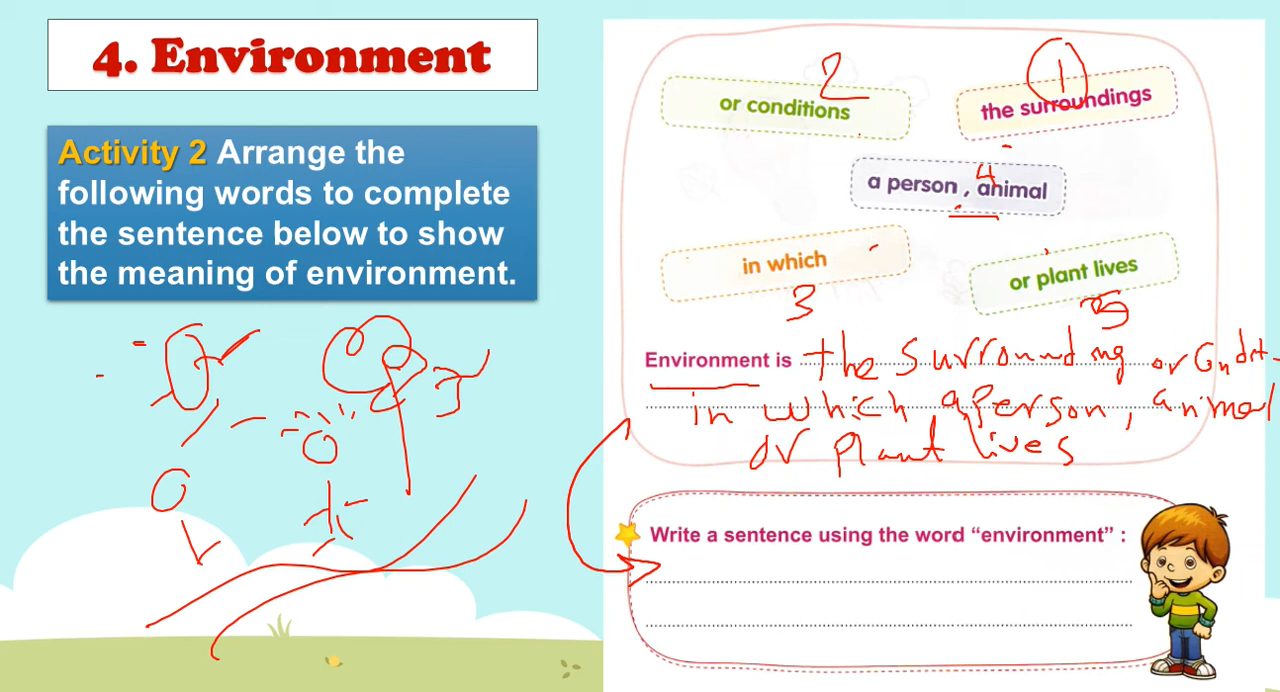 4. Environment
Activity 2 Arrange the
following words to complete
the sentence below to show
the meaning of environment.
2
1
or conditions
the surroundings
4
a person , animal
in which
or plant lives
3
5
Environment is the surrounding or Condit-
in which a Person, animal
or plant lives
Write a sentence using the word “environment” :